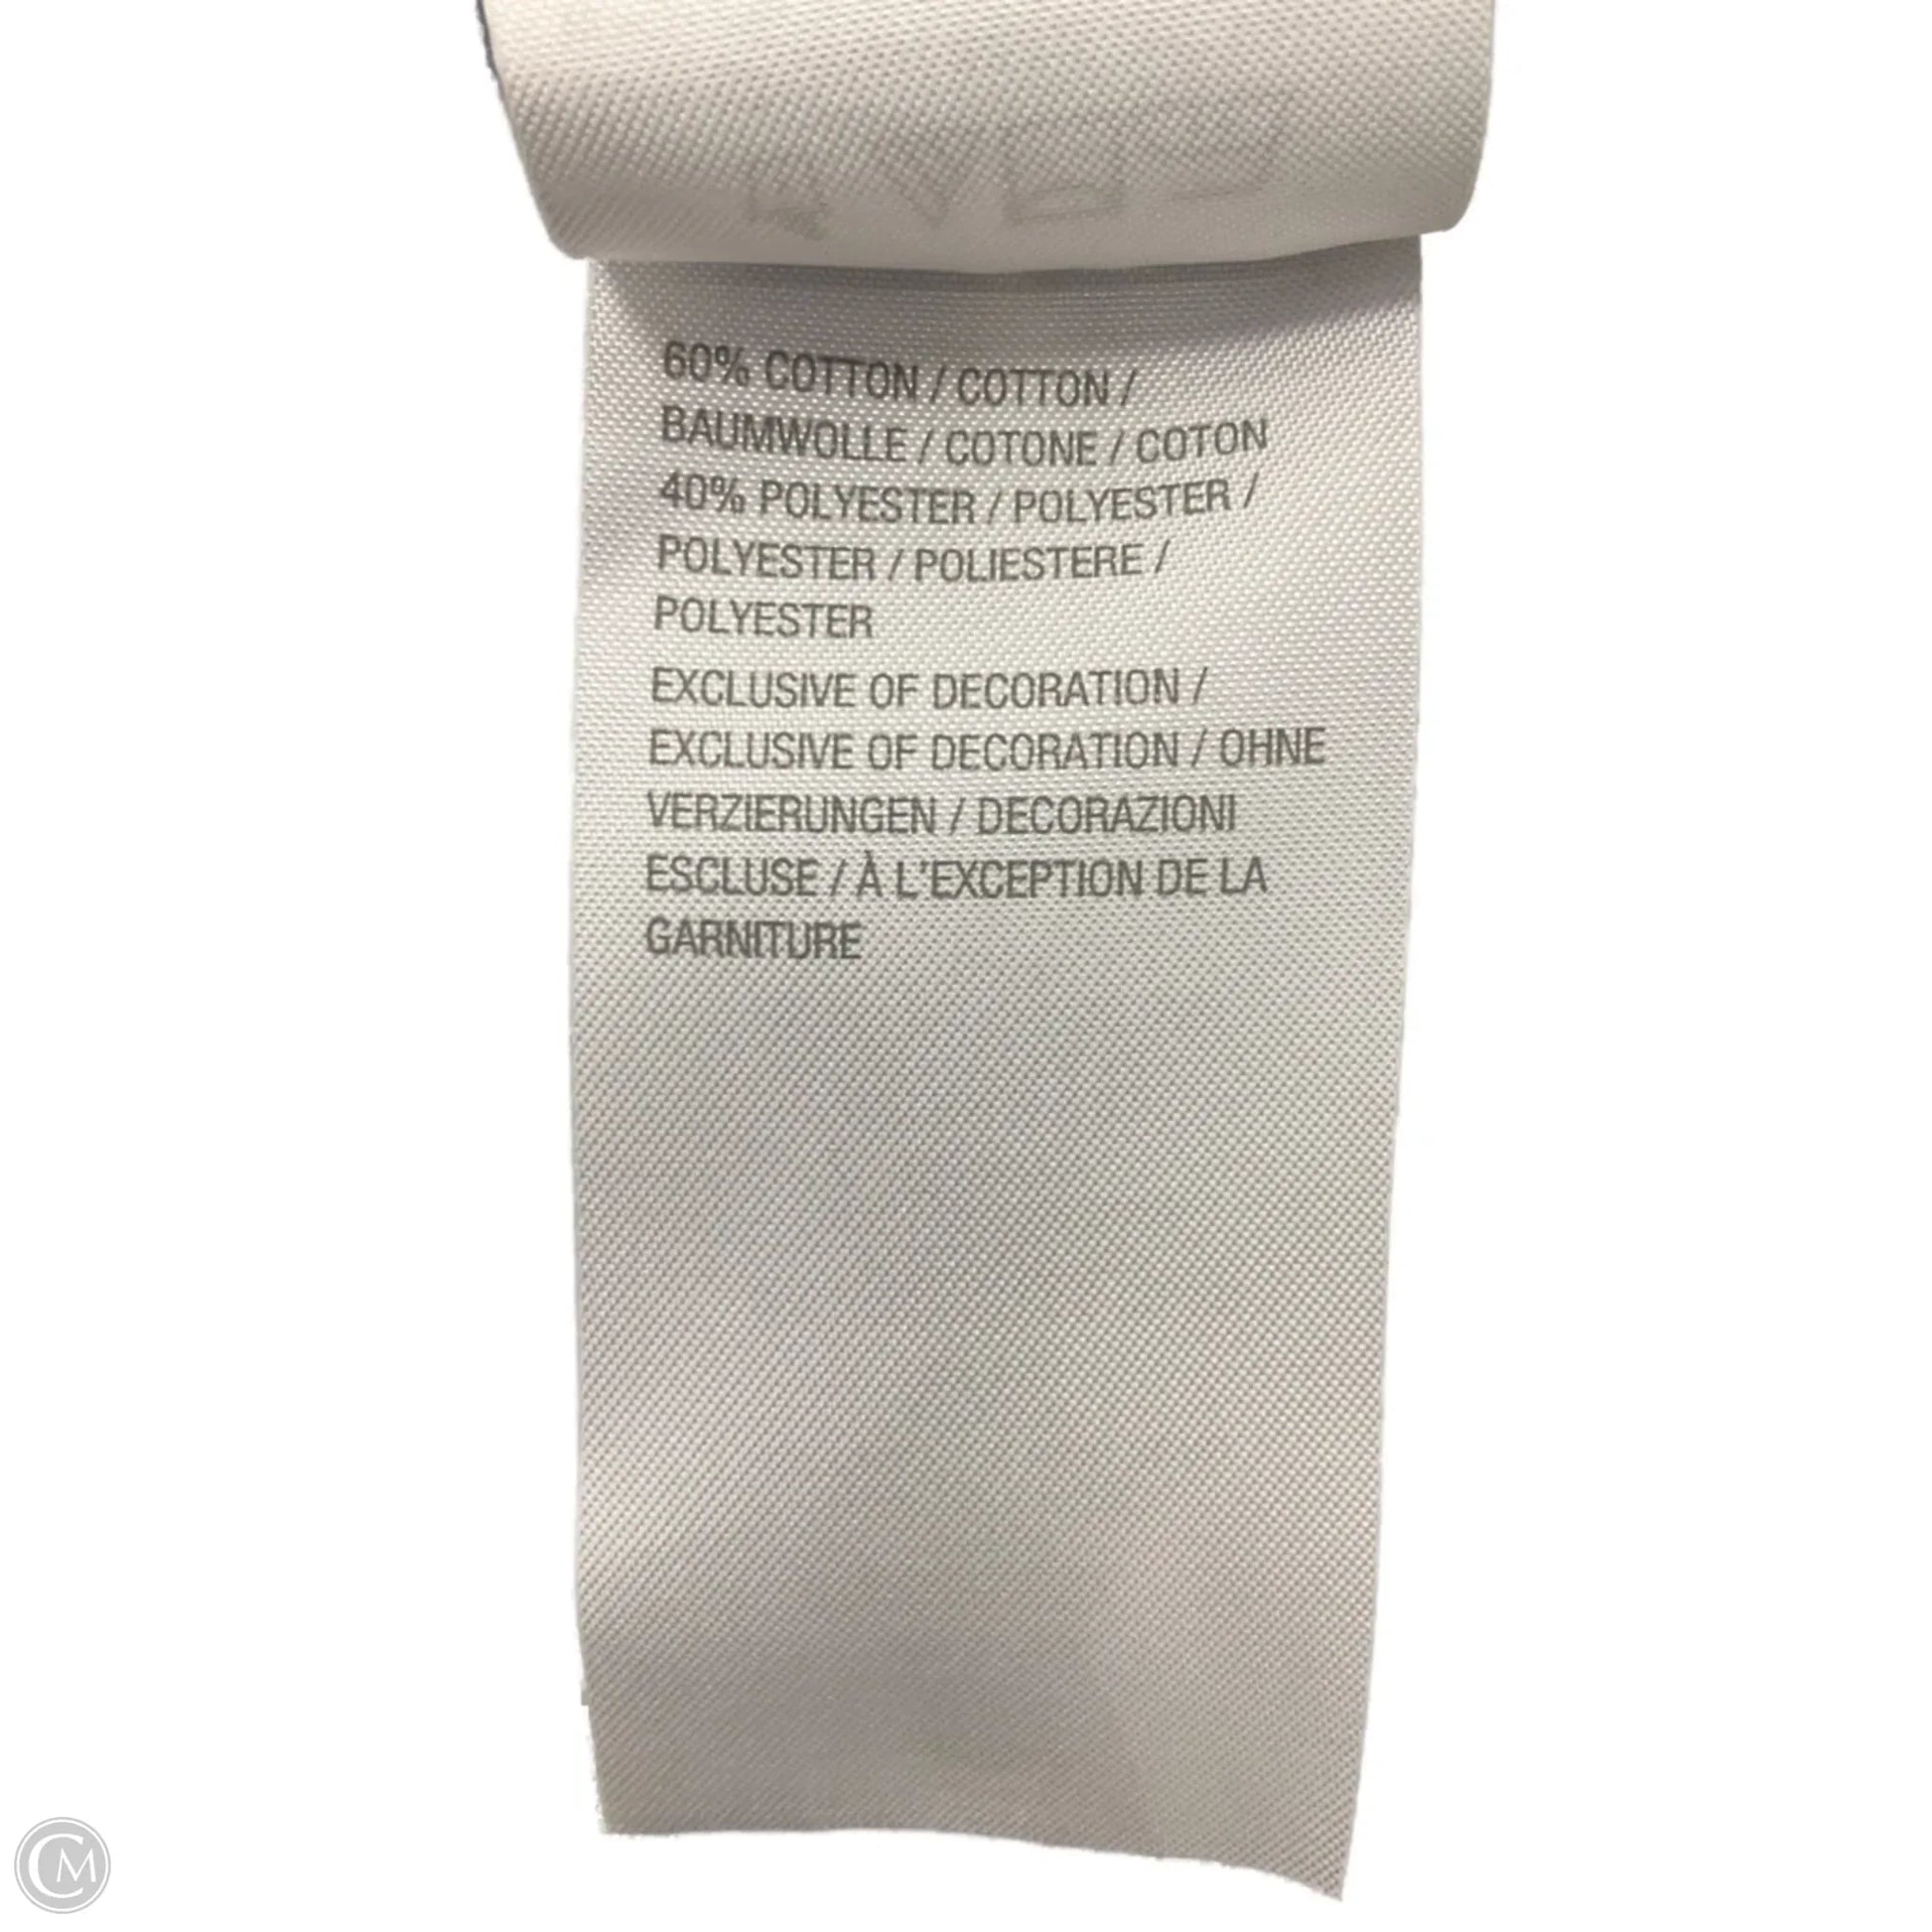 60% COTTON / COTTON /
BAUMWOLLE / COTONE / COTON
40% POLYESTER / POLYESTER /
POLYESTER / POLIESTERE /
POLYESTER
EXCLUSIVE OF DECORATION /
EXCLUSIVE OF DECORATION / OHNE
VERZIERUNGEN / DECORAZIONI
ESCLUSE / À L'EXCEPTION DE LA
GARNITURE
CM